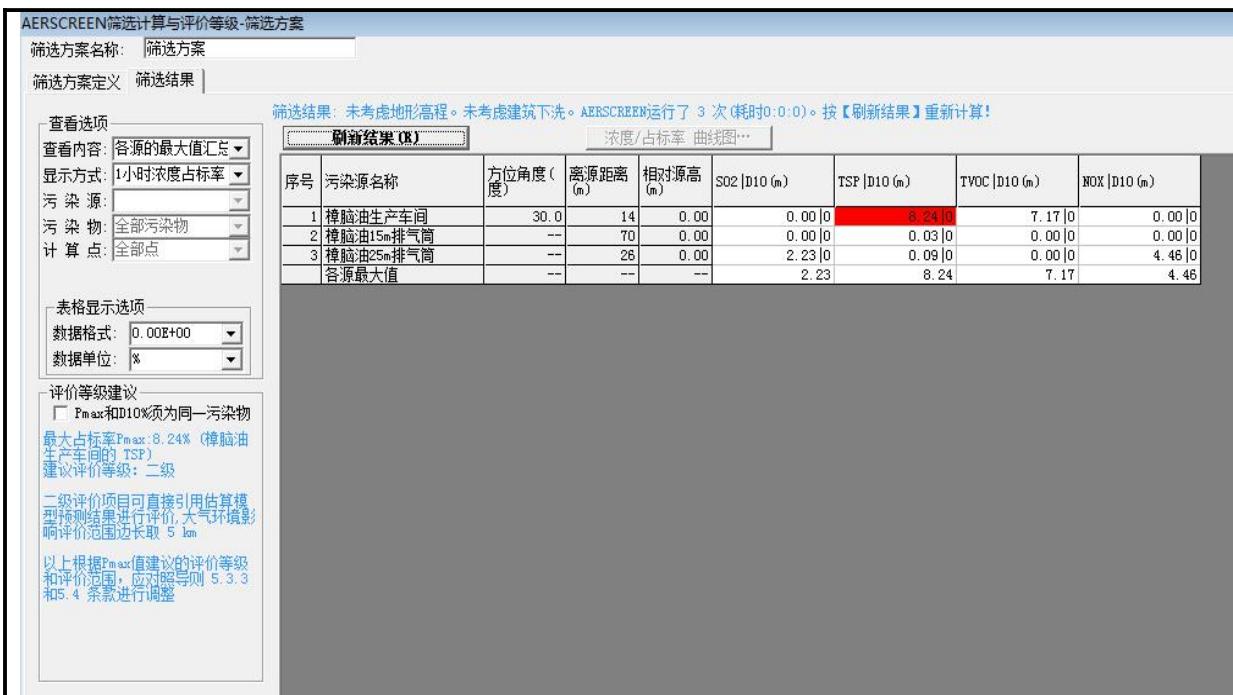 AERSCREEN筛选计算与评价等级-筛选方案
筛选方案名称: 筛选方案
筛选方案定义 筛选结果
筛选结果: 未考虑地形高程。未考虑建筑下洗。AERSCREEN运行了 3 次(耗时0:0:0)。按【刷新结果】重新计算!
刷新结果(R) 浓度/占标率 曲线图…
查看选项
查看内容: 各源的最大值汇总
显示方式: 1小时浓度占标率
污 染 源:
污 染 物: 全部污染物
计 算 点: 全部点
表格显示选项
数据格式: 0.00E+00
数据单位: %
评价等级建议
Pmax和D10%须为同一污染物
最大占标率Pmax:8.24% (樟脑油
生产车间的 TSP)
建议评价等级: 二级
二级评价项目可直接引用估算模
型预测结果进行评价,大气环境影
响评价范围边长取 5 km
以上根据Pmax值建议的评价等级
和评价范围，应对照导则 5.3.3
和5.4 条款进行调整
序号 污染源名称 方位角度(度) 离源距离(m) 相对源高(m) SO2|D10(m) TSP|D10(m) TVOC|D10(m) NOX|D10(m)
1 樟脑油生产车间 30.0 14 0.00 0.00|0 8.24|0 7.17|0 0.00|0
2 樟脑油15m排气筒 -- 70 0.00 0.00|0 0.03|0 0.00|0 0.00|0
3 樟脑油25m排气筒 -- 26 0.00 2.23|0 0.09|0 0.00|0 4.46|0
各源最大值 -- -- -- 2.23 8.24 7.17 4.46